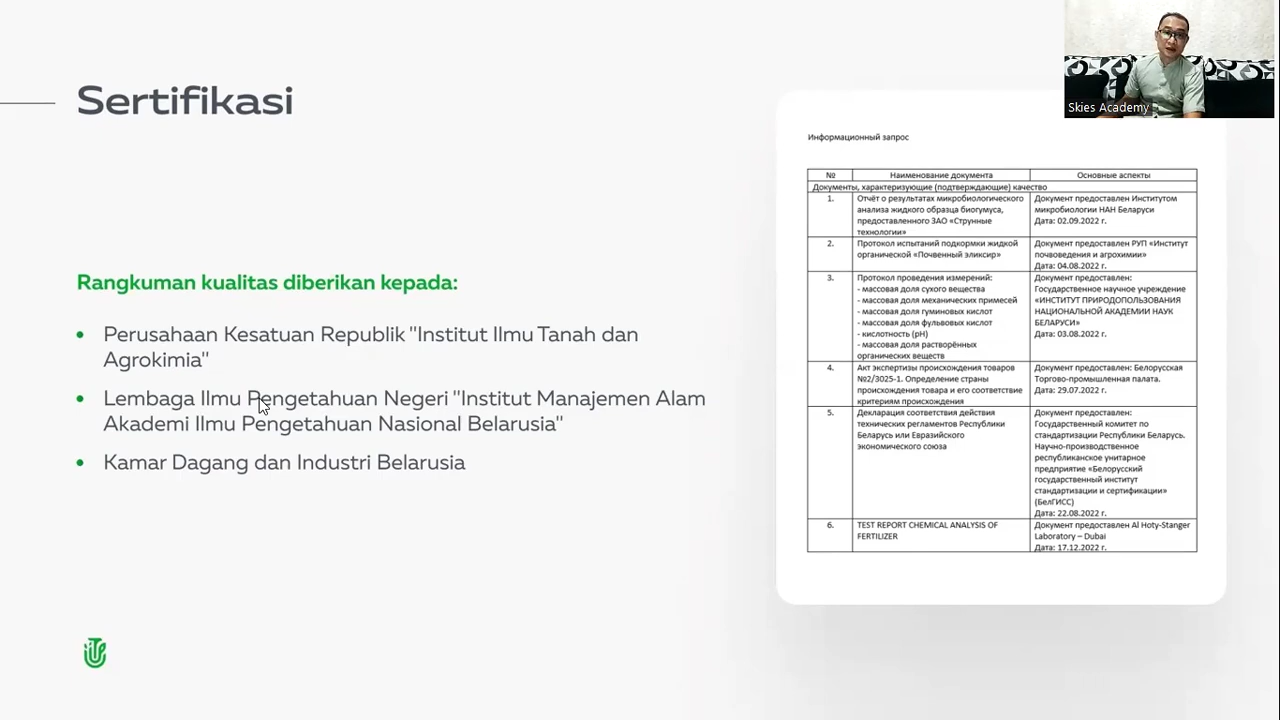 Sertifikasi
Rangkuman kualitas diberikan kepada:
Perusahaan Kesatuan Republik "Institut Ilmu Tanah dan
Agrokimia"
Lembaga Ilmu Pengetahuan Negeri "Institut Manajemen Alam
Akademi Ilmu Pengetahuan Nasional Belarusia"
Kamar Dagang dan Industri Belarusia
Skies Academy
Информационный запрос
№ Наименование документа Основные аспекты
Документы, характеризующие (подтверждающие) качество
1. Отчёт о результатах микробиологического
анализа жидкого образца биогумуса,
предоставленного ЗАО «Струнные
технологии»
Документ предоставлен Институтом
микробиологии НАН Беларуси
Дата: 02.09.2022 г.
2. Протокол испытаний подкормки жидкой
органической «Почвенный эликсир»
Документ предоставлен РУП «Институт
почвоведения и агрохимии»
Дата: 04.08.2022 г.
3. Протокол проведения измерений:
- массовая доля сухого вещества
- массовая доля механических примесей
- массовая доля гуминовых кислот
- массовая доля фульвовых кислот
- кислотность (pH)
- массовая доля растворённых
органических веществ
Документ предоставлен:
Государственное научное учреждение
«ИНСТИТУТ ПРИРОДОПОЛЬЗОВАНИЯ
НАЦИОНАЛЬНОЙ АКАДЕМИИ НАУК
БЕЛАРУСИ»
Дата: 03.08.2022 г.
4. Акт экспертизы происхождения товаров
№2/3025-1. Определение страны
происхождения товара и его соответствие
критериям происхождения
Документ предоставлен: Белорусская
Торгово-промышленная палата.
Дата: 29.07.2022 г.
5. Декларация соответствия действия
технических регламентов Республики
Беларусь или Евразийского
экономического союза
Документ предоставлен:
Государственный комитет по
стандартизации Республики Беларусь.
Научно-производственное
республиканское унитарное
предприятие «Белорусский
государственный институт
стандартизации и сертификации»
(БелГИСС)
Дата: 22.08.2022 г.
6. TEST REPORT CHEMICAL ANALYSIS OF
FERTILIZER
Документ предоставлен Al Hoty-Stanger
Laboratory – Dubai
Дата: 17.12.2022 г.